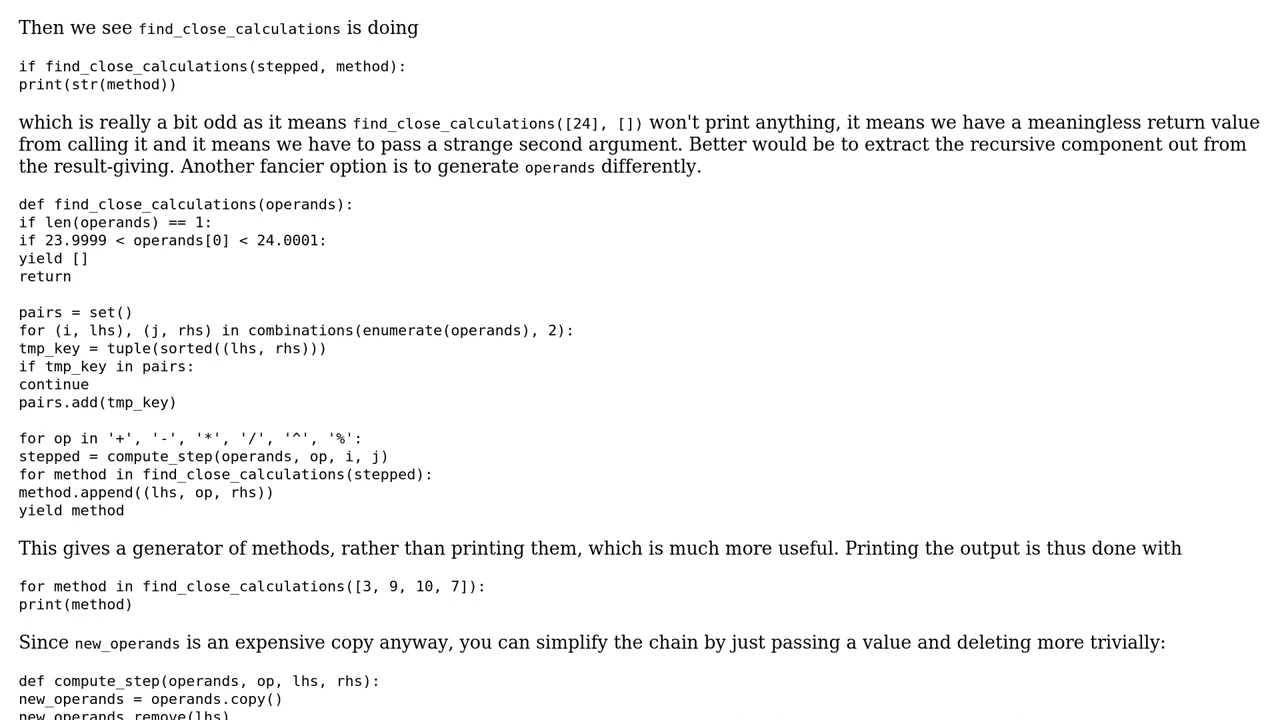 Then we see find_close_calculations is doing
if find_close_calculations(stepped, method):
print(str(method))
which is really a bit odd as it means find_close_calculations([24], []) won't print anything, it means we have a meaningless return value
from calling it and it means we have to pass a strange second argument. Better would be to extract the recursive component out from
the result-giving. Another fancier option is to generate operands differently.
def find_close_calculations(operands):
if len(operands) == 1:
if 23.9999 < operands[0] < 24.0001:
yield []
return
pairs = set()
for (i, lhs), (j, rhs) in combinations(enumerate(operands), 2):
tmp_key = tuple(sorted((lhs, rhs)))
if tmp_key in pairs:
continue
pairs.add(tmp_key)
for op in '+', '-', '*', '/', '^', '%':
stepped = compute_step(operands, op, i, j)
for method in find_close_calculations(stepped):
method.append((lhs, op, rhs))
yield method
This gives a generator of methods, rather than printing them, which is much more useful. Printing the output is thus done with
for method in find_close_calculations([3, 9, 10, 7]):
print(method)
Since new_operands is an expensive copy anyway, you can simplify the chain by just passing a value and deleting more trivially:
def compute_step(operands, op, lhs, rhs):
new_operands = operands.copy()
new_operands.remove(lhs)